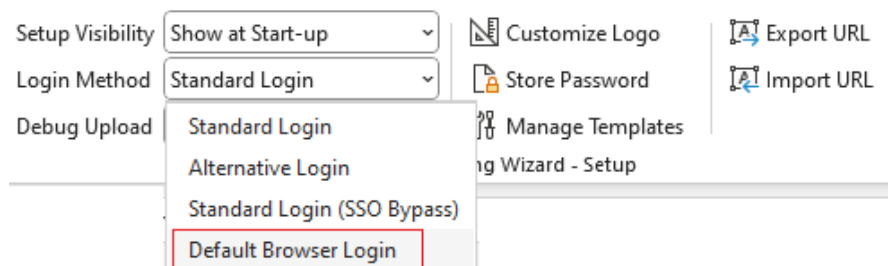 Setup Visibility Show at Start-up Customize Logo Export URL
Login Method Standard Login Store Password Import URL
Debug Upload Standard Login Manage Templates
Alternative Login ng Wizard - Setup
Standard Login (SSO Bypass)
Default Browser Login